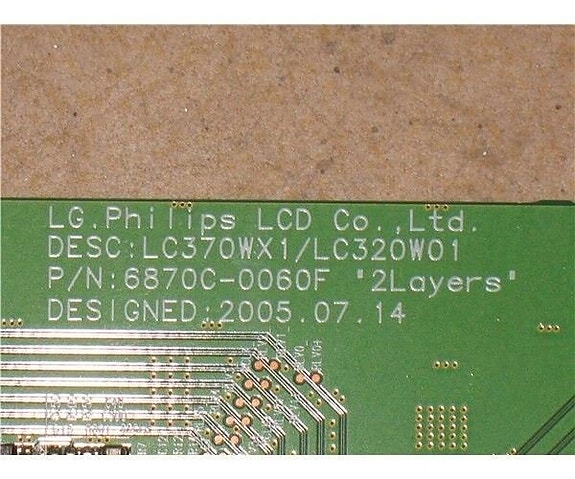 LG.Philips LCD Co.,Ltd.
DESC:LC370WX1/LC320W01
P/N:6870C-0060F "2Layers"
DESIGNED:2005.07.14